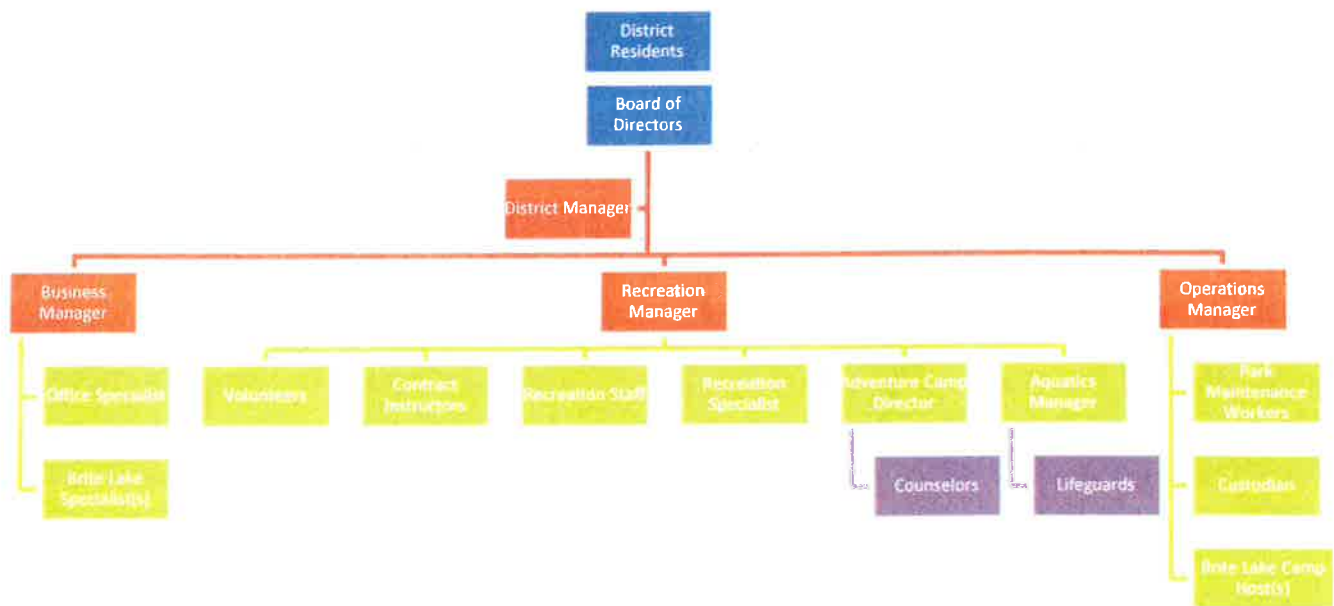 District
Residents
Board of
Directors
District Manager
Business
Manager
Recreation
Manager
Operations
Manager
Office Specialist
Volunteers
Contract
Instructors
Recreation Staff
Recreation
Specialist
Adventure Camp
Director
Aquatics
Manager
Park
Maintenance
Workers
Brite Lake
Specialist(s)
Counselors
Lifeguards
Custodian
Brite Lake Camp
Host(s)